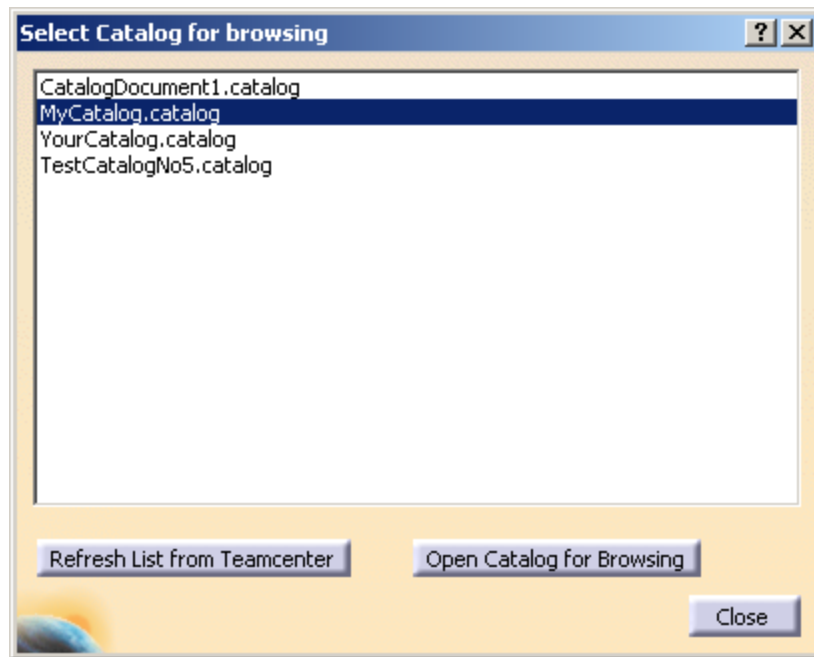 Select Catalog for browsing
CatalogDocument1.catalog
MyCatalog.catalog
YourCatalog.catalog
TestCatalogNo5.catalog
Refresh List from Teamcenter
Open Catalog for Browsing
Close